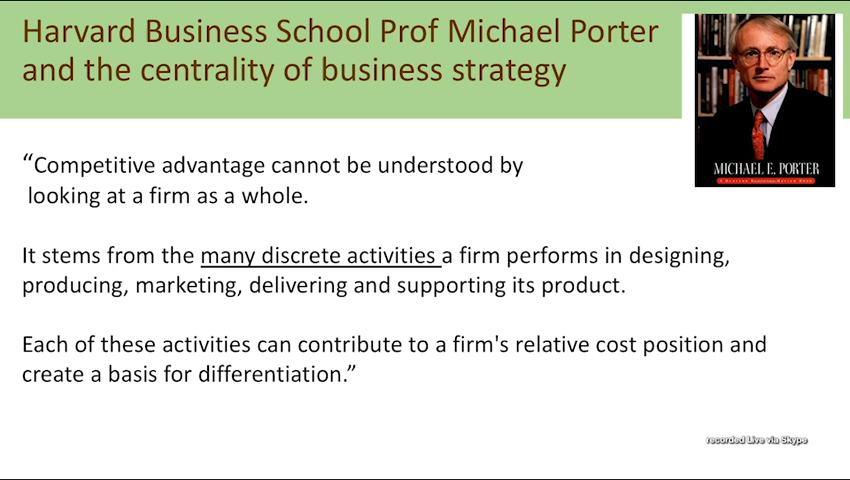 Harvard Business School Prof Michael Porter
and the centrality of business strategy
MICHAEL E. PORTER
“Competitive advantage cannot be understood by
looking at a firm as a whole.
It stems from the many discrete activities a firm performs in designing,
producing, marketing, delivering and supporting its product.
Each of these activities can contribute to a firm's relative cost position and
create a basis for differentiation.”
recorded Live via Skype